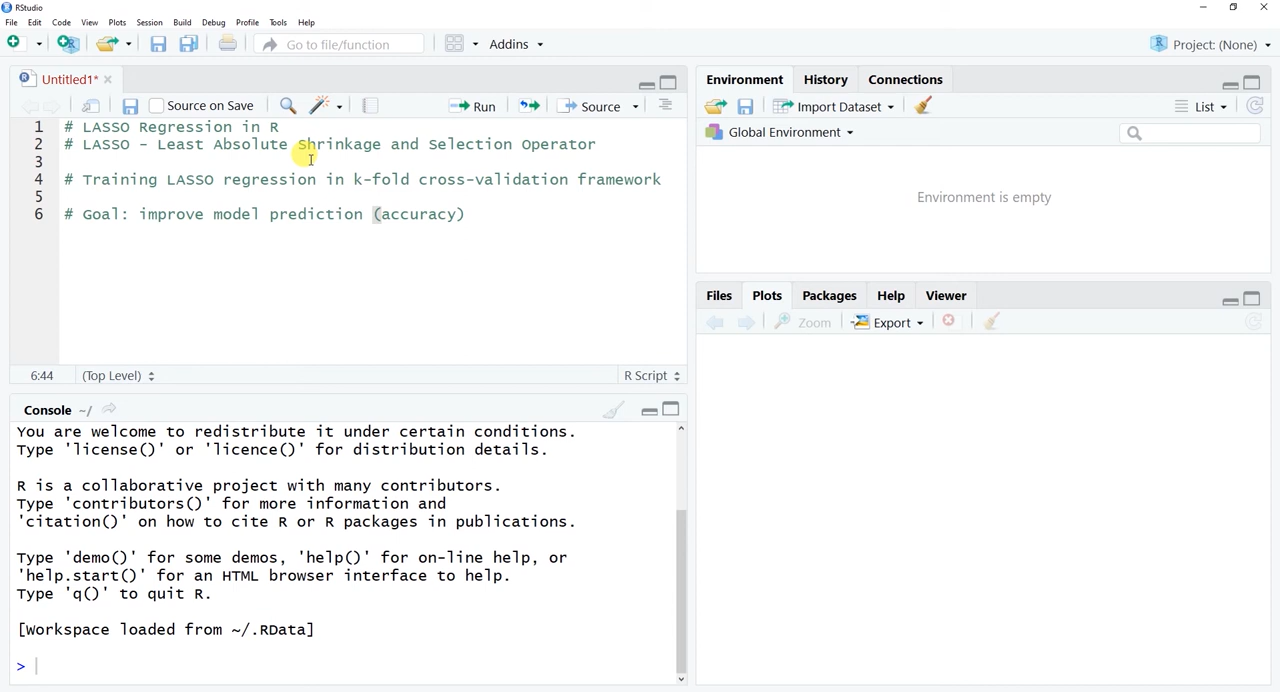 RStudio
File Edit Code View Plots Session Build Debug Profile Tools Help
Go to file/function
Addins
Project: (None)
Untitled1*
Source on Save
Run
Source
1 # LASSO Regression in R
2 # LASSO - Least Absolute Shrinkage and Selection Operator
3
4 # Training LASSO regression in k-fold cross-validation framework
5
6 # Goal: improve model prediction (accuracy)
6:44 (Top Level) R Script
Console ~/
You are welcome to redistribute it under certain conditions.
Type 'license()' or 'licence()' for distribution details.
R is a collaborative project with many contributors.
Type 'contributors()' for more information and
'citation()' on how to cite R or R packages in publications.
Type 'demo()' for some demos, 'help()' for on-line help, or
'help.start()' for an HTML browser interface to help.
Type 'q()' to quit R.
[Workspace loaded from ~/.RData]
>
Environment History Connections
Import Dataset
List
Global Environment
Environment is empty
Files Plots Packages Help Viewer
Zoom Export